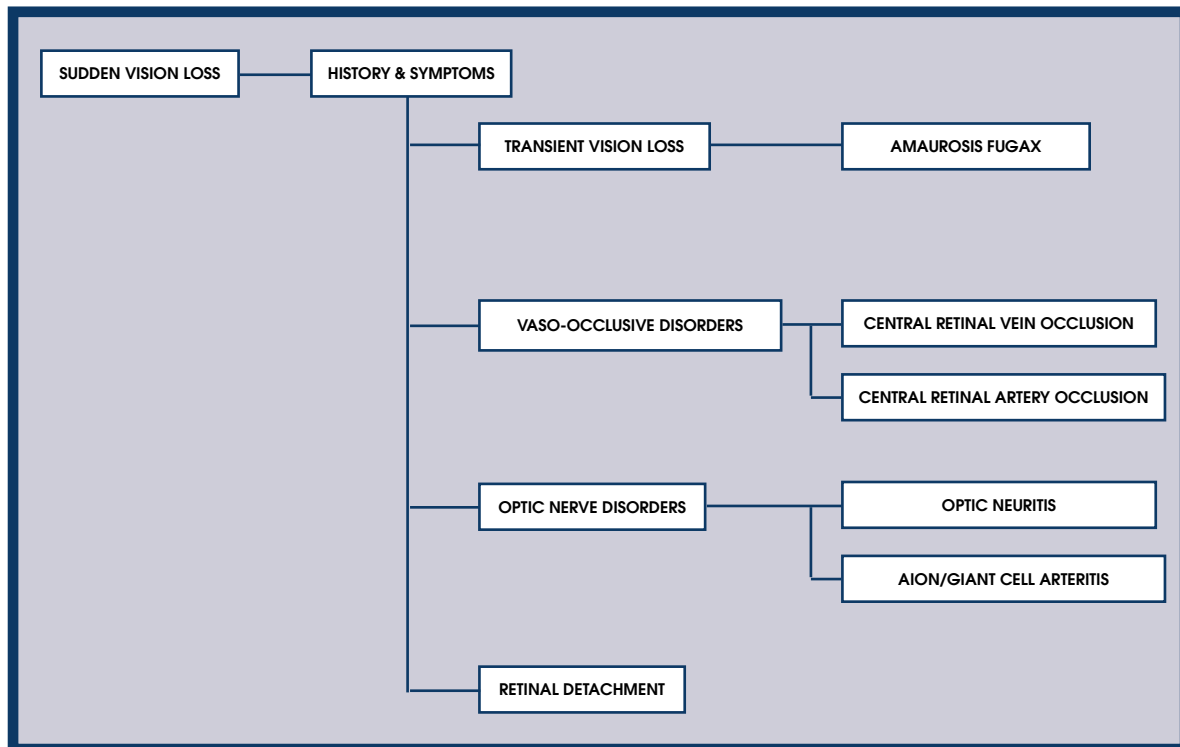 SUDDEN VISION LOSS
HISTORY & SYMPTOMS
TRANSIENT VISION LOSS
AMAUROSIS FUGAX
VASO-OCCLUSIVE DISORDERS
CENTRAL RETINAL VEIN OCCLUSION
CENTRAL RETINAL ARTERY OCCLUSION
OPTIC NERVE DISORDERS
OPTIC NEURITIS
AION/GIANT CELL ARTERITIS
RETINAL DETACHMENT